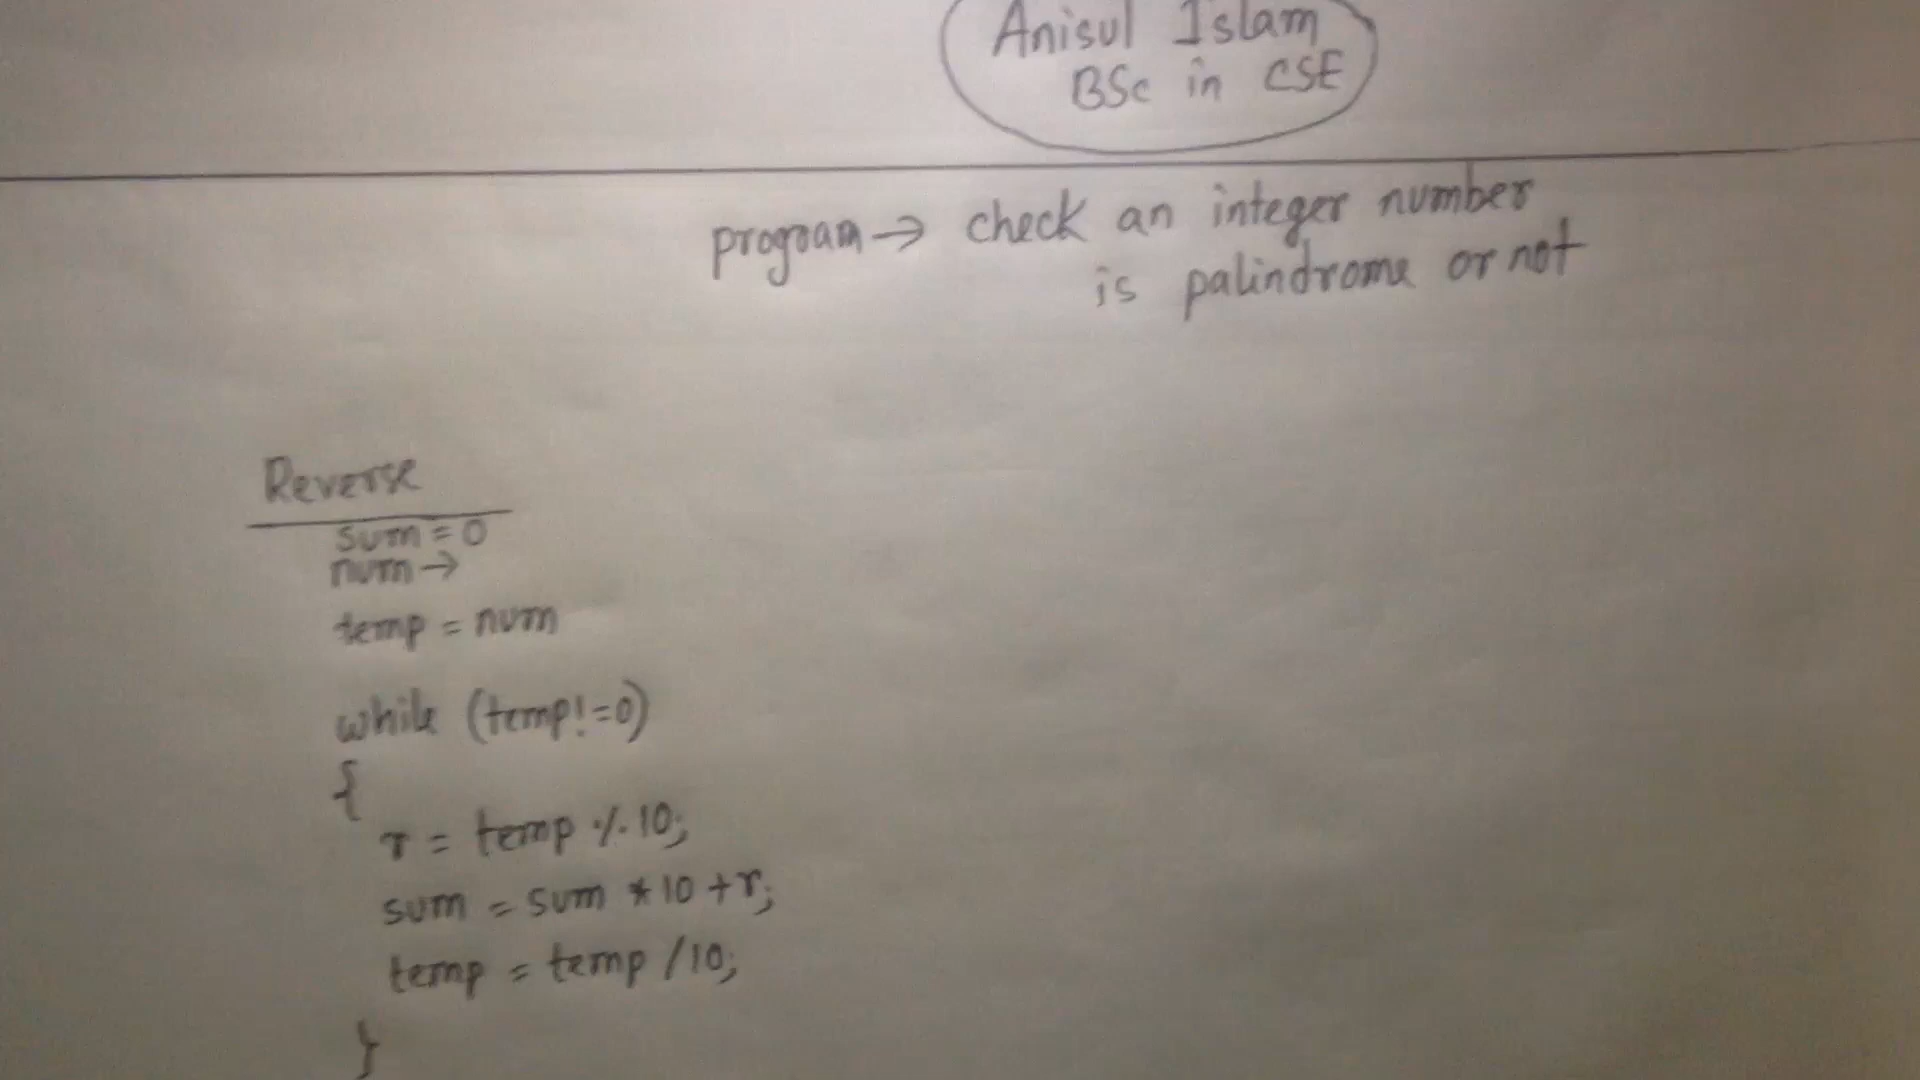 Anisul Islam
BSc in CSE
program → check an integer number
is palindrome or not
Reverse
sum = 0
num →
temp = num
while (temp!=0)
{
r = temp % 10;
sum = sum * 10 + r;
temp = temp / 10;
}